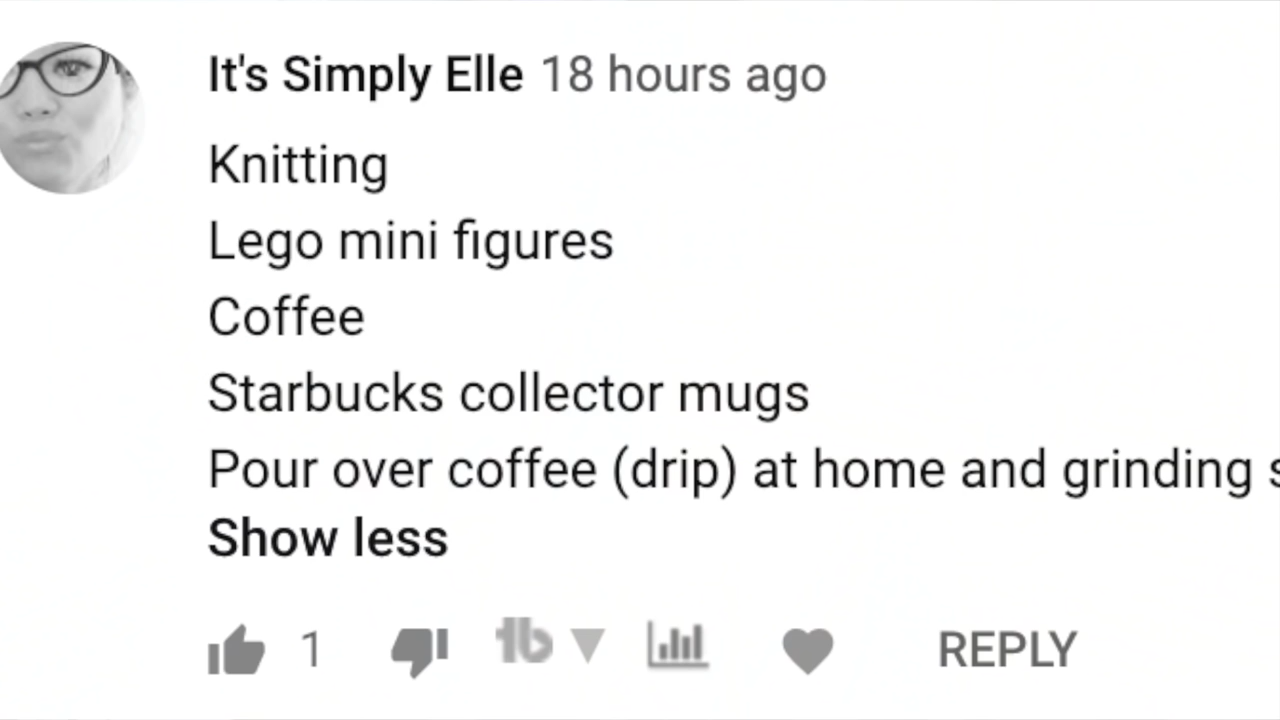 It's Simply Elle 18 hours ago
Knitting
Lego mini figures
Coffee
Starbucks collector mugs
Pour over coffee (drip) at home and grinding
Show less
1
REPLY